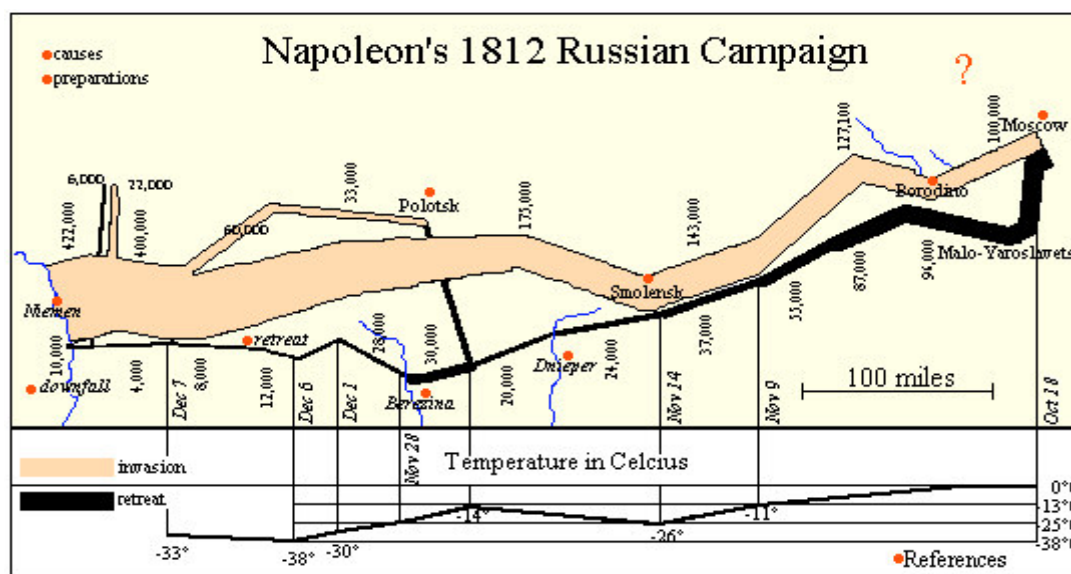 Napoleon's 1812 Russian Campaign
causes
preparations
?
Moscow
100,000
127,100
Borodino
6,000
22,000
33,000
Polotsk
422,000
400,000
60,000
175,000
143,000
Malo-Yaroslwets
94,000
87,000
55,000
Niemen
Smolensk
retreat
28,000
30,000
Dnieper
24,000
37,000
10,000
4,000
8,000
12,000
20,000
downfall
Berezina
100 miles
Dec 7
Dec 6
Dec 1
Nov 28
Nov 14
Nov 9
Oct 18
invasion
retreat
Temperature in Celcius
0°
-13°
-25°
-38°
-33°
-38°
-30°
-14°
-26°
-11°
References